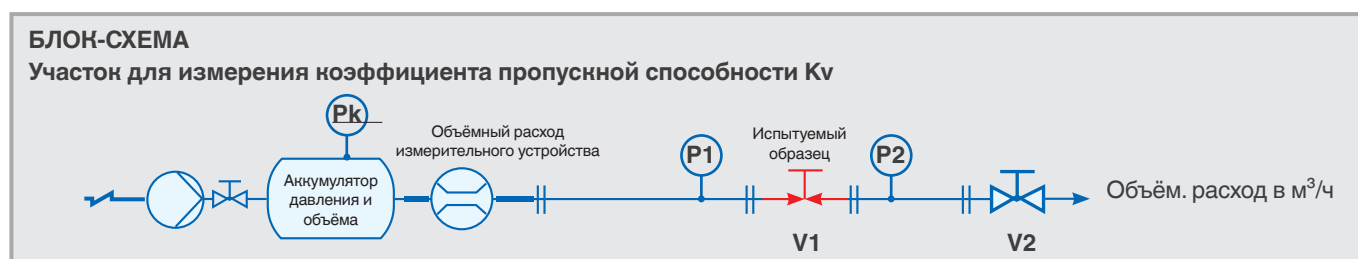 БЛОК-СХЕМА
Участок для измерения коэффициента пропускной способности Kv
Pk
Объёмный расход
измерительного устройства
Аккумулятор
давления и
объёма
P1
Испытуемый
образец
P2
Объём. расход в м³/ч
V1
V2